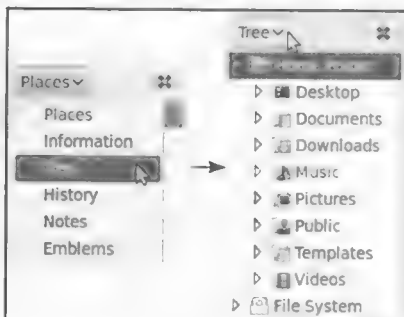 Places
Places
Information
History
Notes
Emblems
Tree
Desktop
Documents
Downloads
Music
Pictures
Public
Templates
Videos
File System